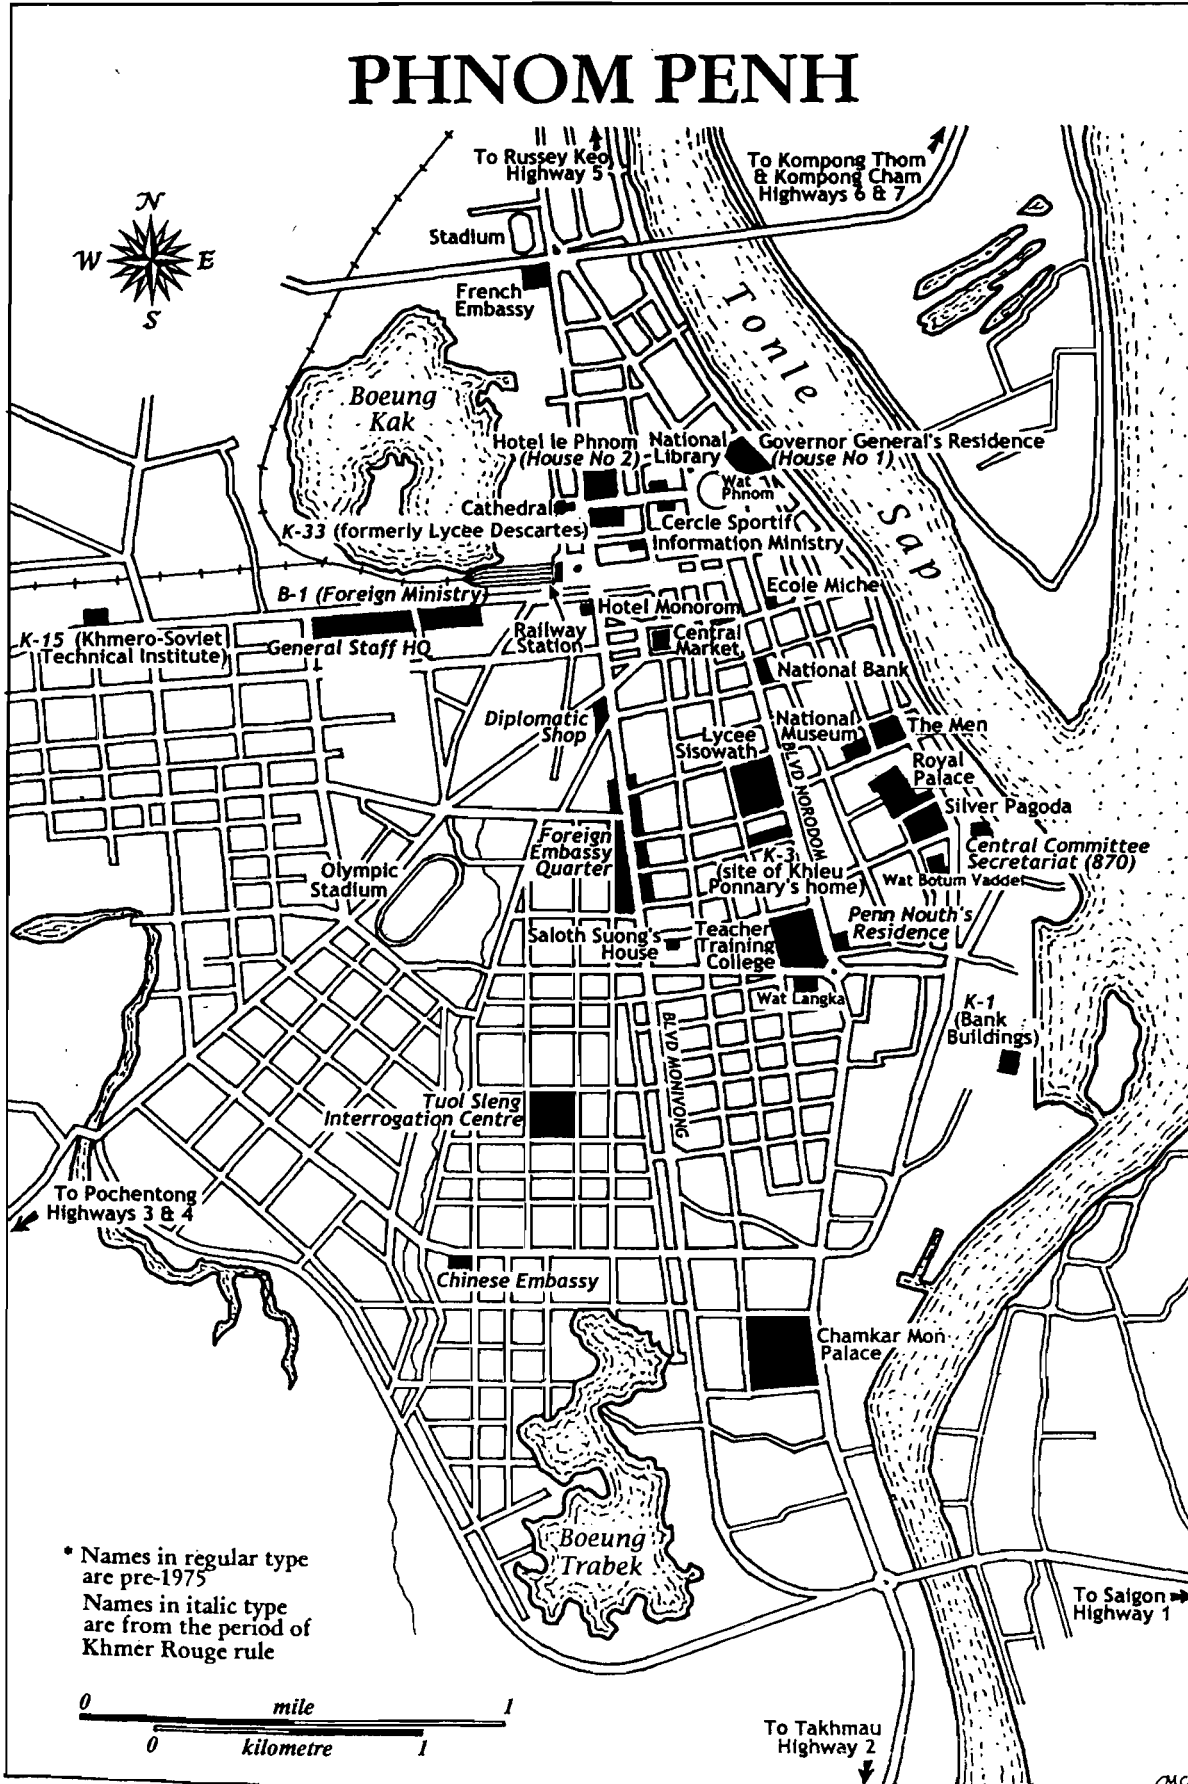 PHNOM PENH
To Russey Keo
Highway 5
To Kompong Thom
& Kompong Cham
Highways 6 & 7
N
W
E
S
Stadium
French
Embassy
Tonle
Sap
Boeung
Kak
Hotel le Phnom
(House No 2)
National
Library
Governor General's Residence
(House No 1)
Wat
Phnom
Cathedral
K-33 (formerly Lycee Descartes)
Cercle Sportif
Information Ministry
B-1 (Foreign Ministry)
Ecole Miche
Hotel Monorom
K-15 (Khmero-Soviet
Technical Institute)
General Staff HQ
Railway
Station
Central
Market
National Bank
Diplomatic
Shop
Lycee
Sisowath
National
Museum
The Men
Royal
Palace
BLVD NORODOM
Silver Pagoda
Foreign
Embassy
Quarter
K-3
(site of Khieu
Ponnary's home)
Central Committee
Secretariat (870)
Olympic
Stadium
Wat Botum Vaddei
Penn Nouth's
Residence
Saloth Suong's
House
Teacher
Training
College
Wat Langka
K-1
(Bank
Buildings)
BLVD MONIVONG
Tuol Sleng
Interrogation Centre
To Pochentong
Highways 3 & 4
Chinese Embassy
Chamkar Mon
Palace
Boeung
Trabek
* Names in regular type
are pre-1975
Names in italic type
are from the period of
Khmer Rouge rule
To Saigon
Highway 1
0 mile 1
0 kilometre 1
To Takhmau
Highway 2